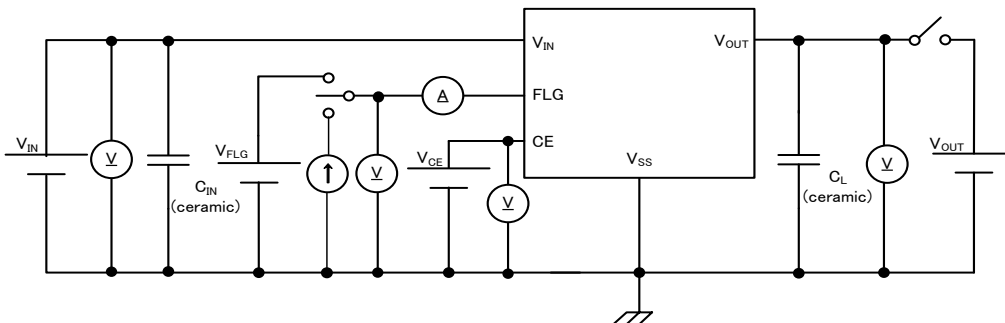 VIN
VOUT
FLG
CE
VSS
VIN
V
CIN
(ceramic)
VFLG
V
A
VCE
V
CL
(ceramic)
V
VOUT